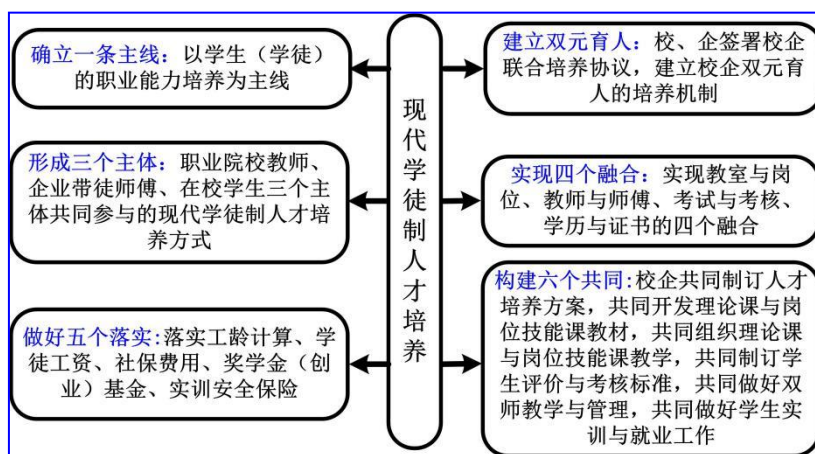 确立一条主线：以学生（学徒）
的职业能力培养为主线
建立双元育人：校、企签署校企
联合培养协议，建立校企双元育
人的培养机制
形成三个主体：职业院校教师、
企业带徒师傅、在校学生三个主
体共同参与的现代学徒制人才培
养方式
现代学徒制人才培养
实现四个融合：实现教室与岗
位、教师与师傅、考试与考核、
学历与证书的四个融合
做好五个落实:落实工龄计算、学
徒工资、社保费用、奖学金（创
业）基金、实训安全保险
构建六个共同:校企共同制订人才
培养方案，共同开发理论课与岗
位技能课教材，共同组织理论课
与岗位技能课教学，共同制订学
生评价与考核标准，共同做好双
师教学与管理，共同做好学生实
训与就业工作